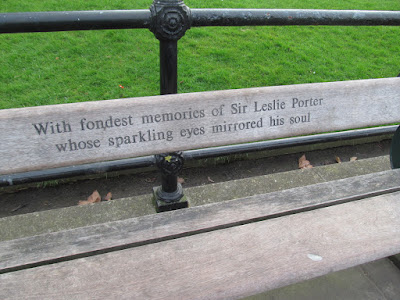 With fondest memories of Sir Leslie Porter
whose sparkling eyes mirrored his soul